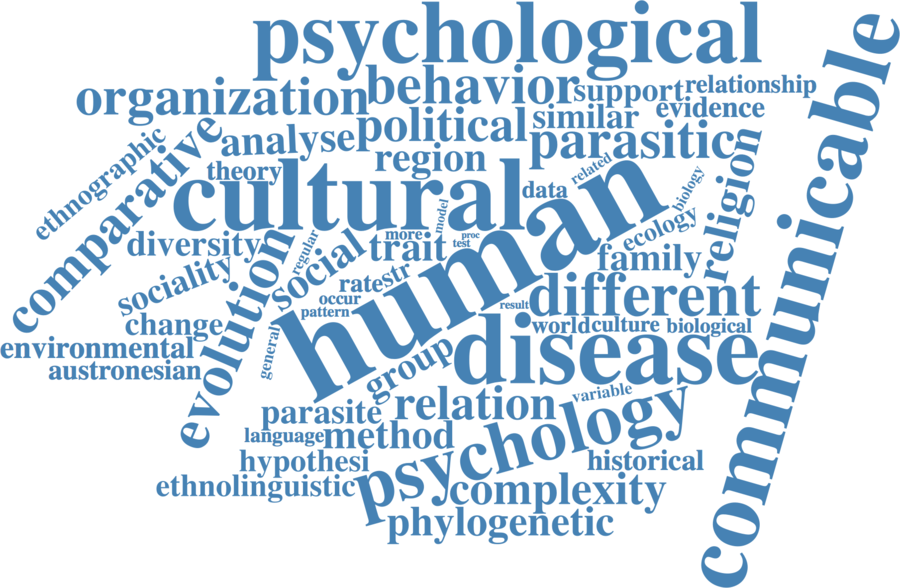 psychological
communicable
organization
behavior
support
relationship
ethnographic
comparative
analyse
political
similar
evidence
parasitic
religion
theory
region
cultural
data
related
biology
human
diversity
regular
social
more
trait
model
proc
test
ecology
family
sociality
evolution
rate
str
occur
pattern
result
different
change
environmental
austronesian
general
group
disease
world
culture
biological
parasite
relation
variable
language
method
psychology
hypothesi
historical
ethnolinguistic
complexity
phylogenetic